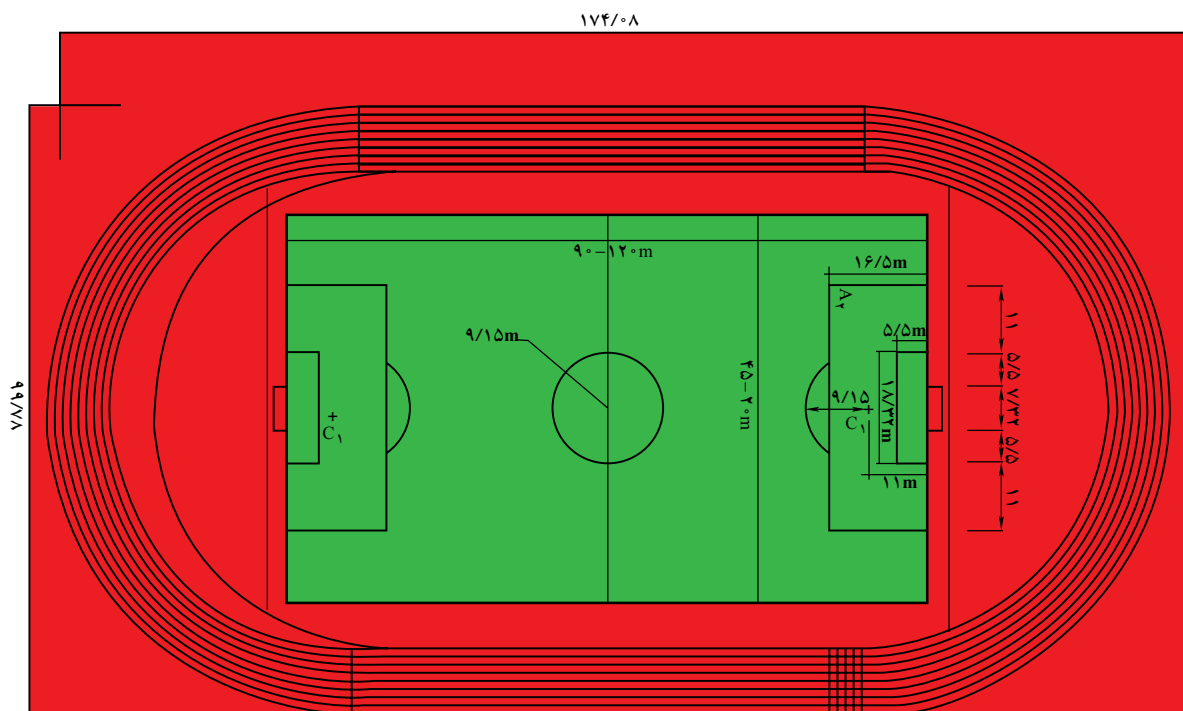 ۱۷۴/۰۸
۹۹/۷۸
۹۰–۱۲۰m
۱۶/۵m
A۲
۵/۵m
۹/۱۵m
۴۵–۲۰m
۹/۱۵
C۱
۱۸/۳۲m
۱۱m
C۱
۱۱
۵/۵
۷/۳۲
۵/۵
۱۱